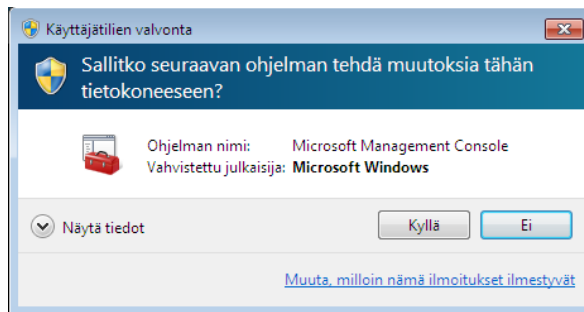 Käyttäjätilien valvonta
Sallitko seuraavan ohjelman tehdä muutoksia tähän
tietokoneeseen?
Ohjelman nimi: Microsoft Management Console
Vahvistettu julkaisija: Microsoft Windows
Näytä tiedot Kyllä Ei
Muuta, milloin nämä ilmoitukset ilmestyvät